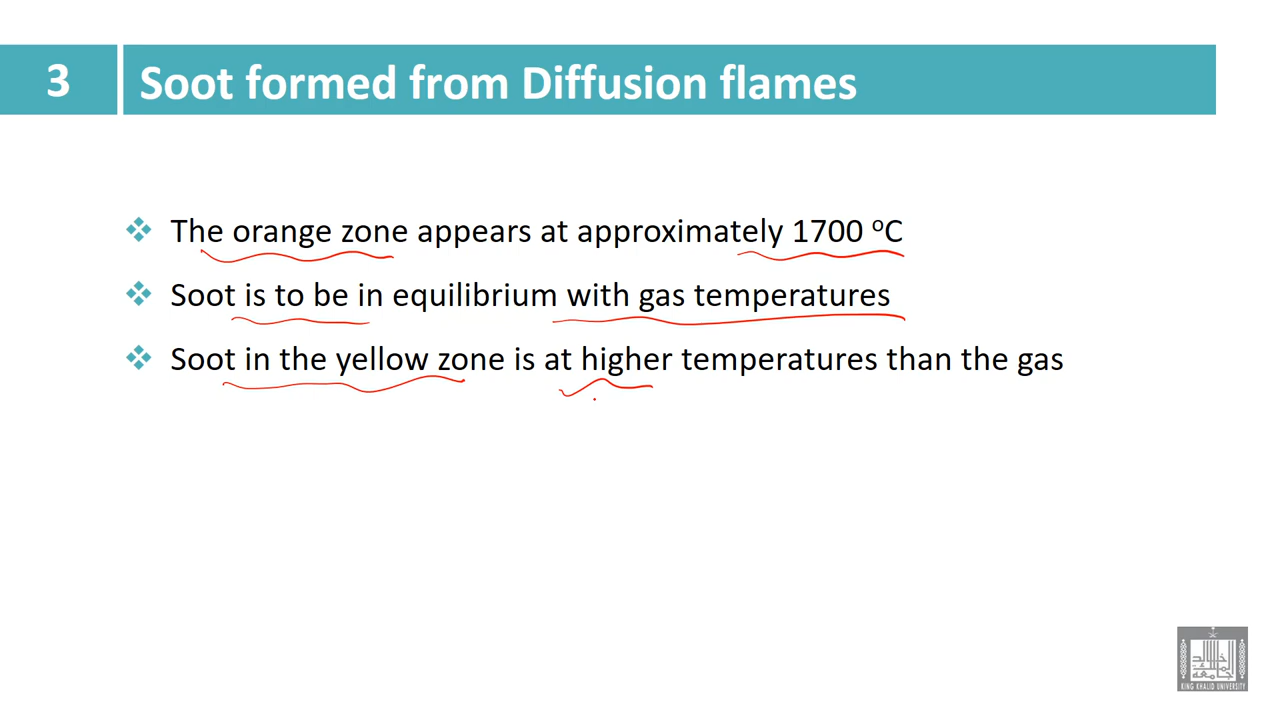 3
Soot formed from Diffusion flames
The orange zone appears at approximately 1700 ºC
Soot is to be in equilibrium with gas temperatures
Soot in the yellow zone is at higher temperatures than the gas
KING KHALID UNIVERSITY